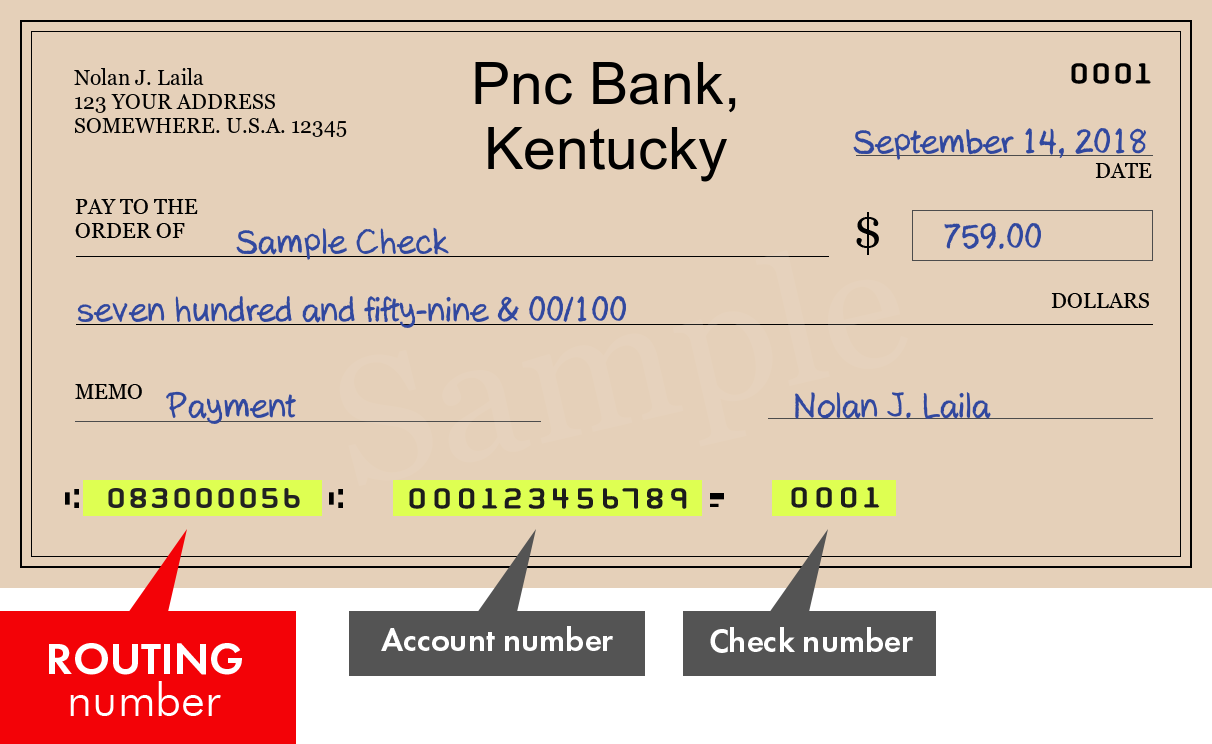 Nolan J. Laila
123 YOUR ADDRESS
SOMEWHERE. U.S.A. 12345
Pnc Bank,
Kentucky
0001
September 14, 2018
DATE
PAY TO THE
ORDER OF
Sample Check
$ 759.00
seven hundred and fifty-nine & 00/100
DOLLARS
Sample
MEMO
Payment
Nolan J. Laila
⑆083000056⑆ 000123456789⑈ 0001
ROUTING
number
Account number
Check number